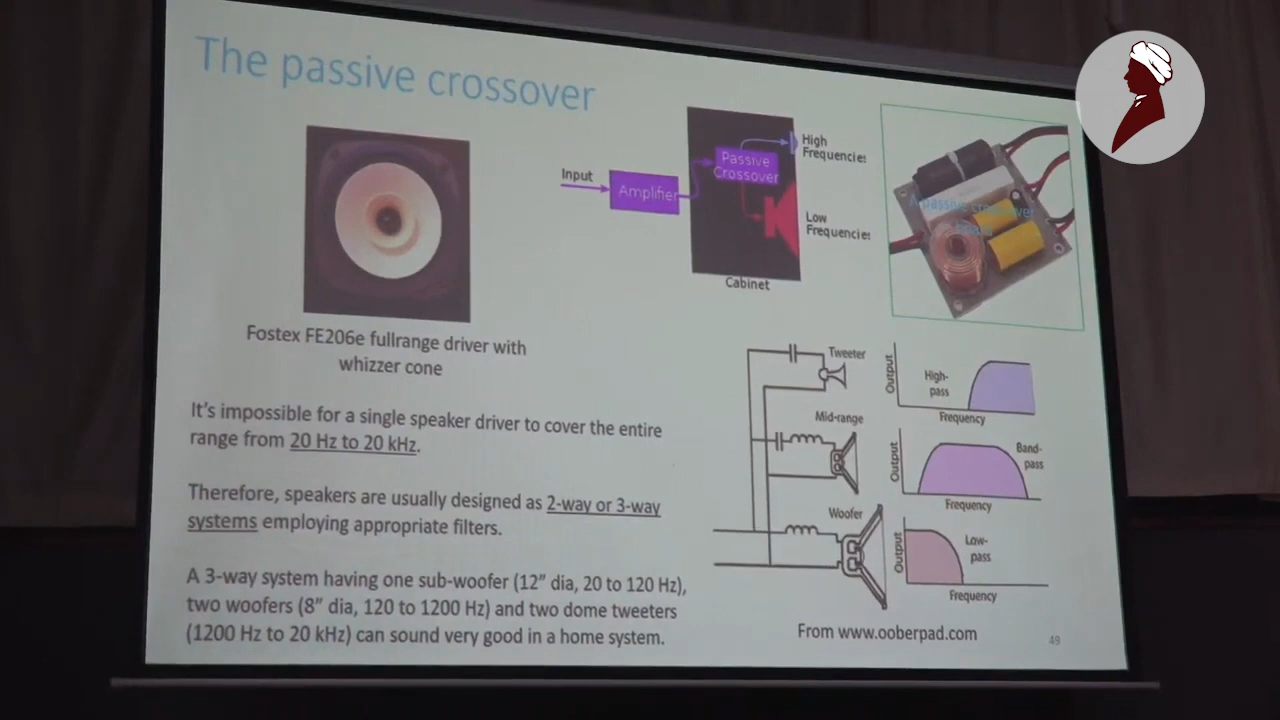 The passive crossover
Input
Amplifier
Passive
Crossover
High
Frequencies
Low
Frequencies
Cabinet
A passive crossover
Fostex FE206e fullrange driver with
whizzer cone
It's impossible for a single speaker driver to cover the entire
range from 20 Hz to 20 kHz.
Therefore, speakers are usually designed as 2-way or 3-way
systems employing appropriate filters.
A 3-way system having one sub-woofer (12" dia, 20 to 120 Hz),
two woofers (8" dia, 120 to 1200 Hz) and two dome tweeters
(1200 Hz to 20 kHz) can sound very good in a home system.
Tweeter
Mid-range
Woofer
Output
High-
pass
Frequency
Output
Band-
pass
Frequency
Output
Low-
pass
Frequency
From www.ooberpad.com
49